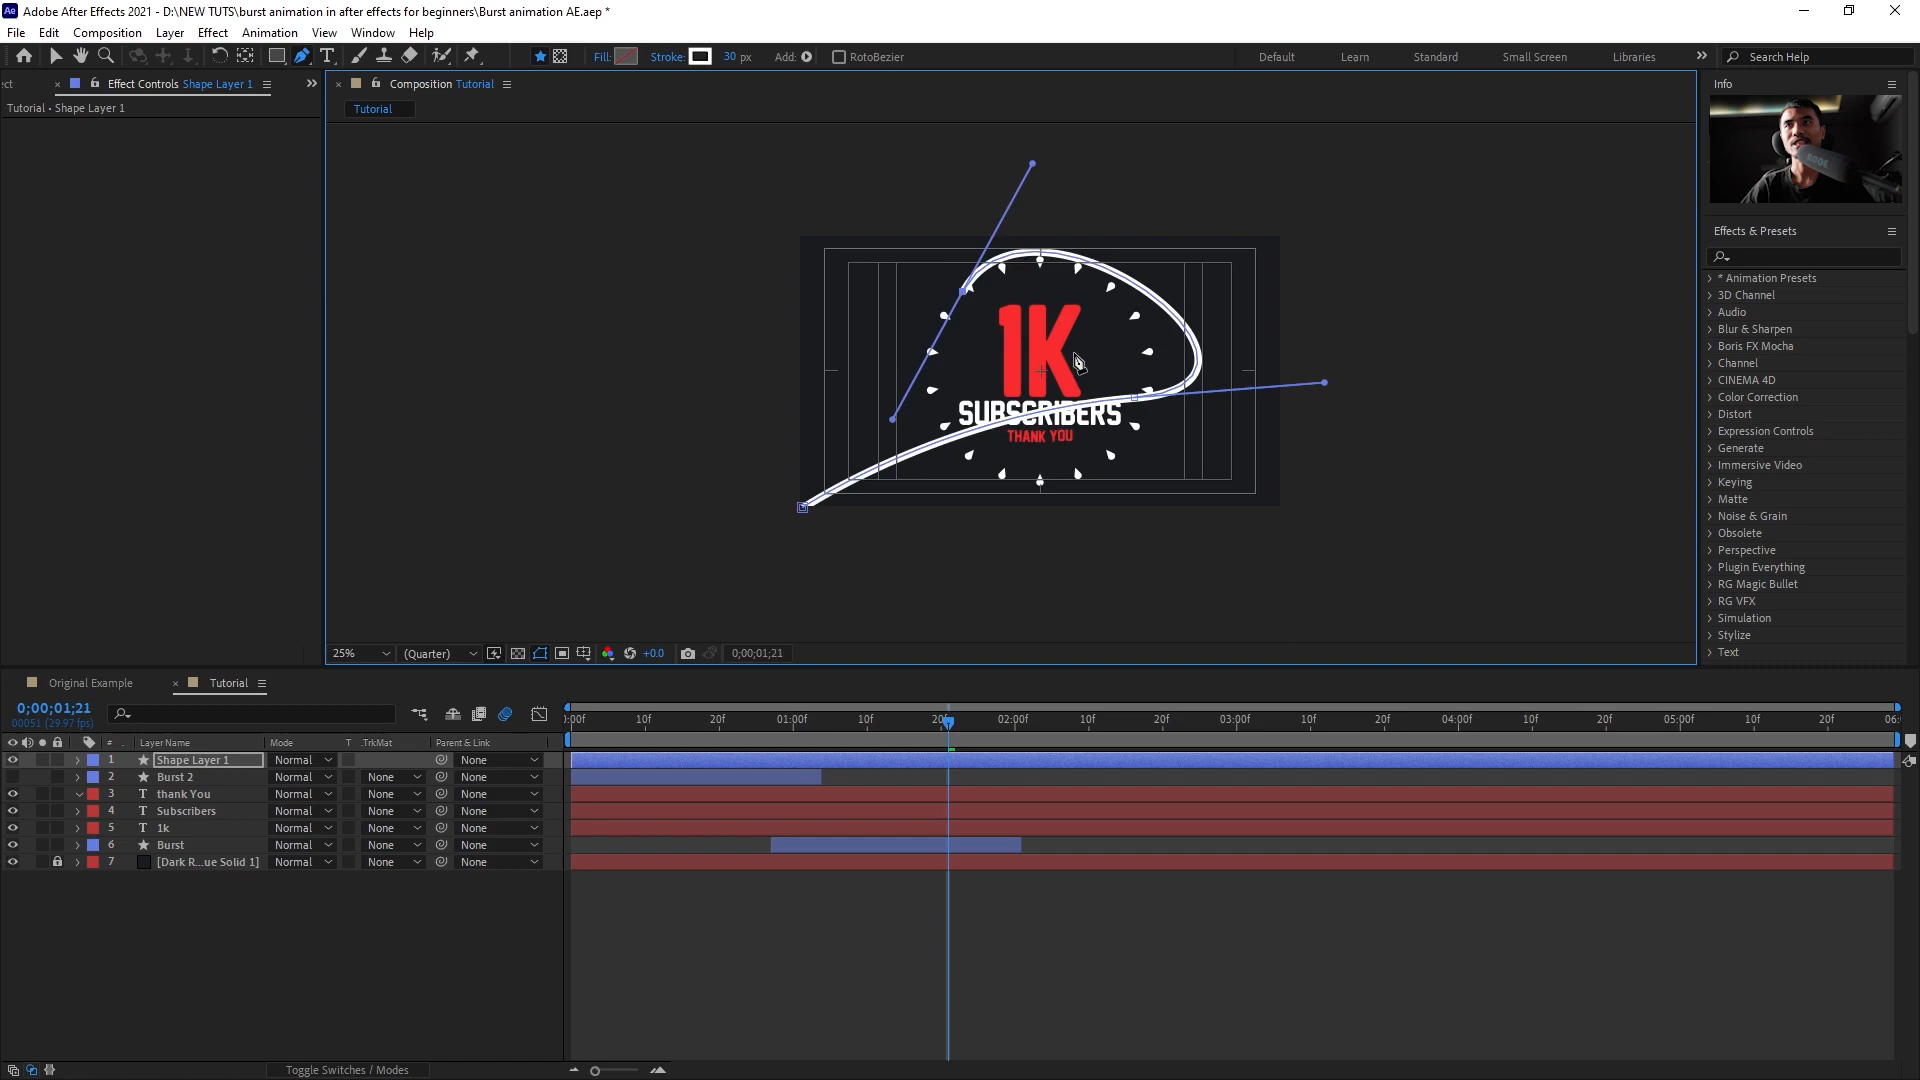 Adobe After Effects 2021 - D:\NEW TUTS\burst animation in after effects for beginners\Burst animation AE.aep *
File Edit Composition Layer Effect Animation View Window Help
Fill: Stroke: 30 px Add: RotoBezier Default Learn Standard Small Screen Libraries Search Help
ct Effect Controls Shape Layer 1 Composition Tutorial Info
Tutorial • Shape Layer 1 Tutorial
RODE
Effects & Presets
* Animation Presets
3D Channel
Audio
Blur & Sharpen
Boris FX Mocha
Channel
CINEMA 4D
Color Correction
Distort
Expression Controls
Generate
Immersive Video
Keying
Matte
Noise & Grain
Obsolete
Perspective
Plugin Everything
RG Magic Bullet
RG VFX
Simulation
Stylize
Text
1K
SUBSCRIBERS
THANK YOU
25% (Quarter) +0.0 0;00;01;21
Original Example Tutorial
0;00;01;21
00051 (29.97 fps)
):00f 10f 20f 01:00f 10f 20f 02:00f 10f 20f 03:00f 10f 20f 04:00f 10f 20f 05:00f 10f 20f 06:
# Layer Name Mode T .TrkMat Parent & Link
1 Shape Layer 1 Normal None
2 Burst 2 Normal None None
3 T thank You Normal None None
4 T Subscribers Normal None None
5 T 1k Normal None None
6 Burst Normal None None
7 [Dark R...ue Solid 1] Normal None None
Toggle Switches / Modes